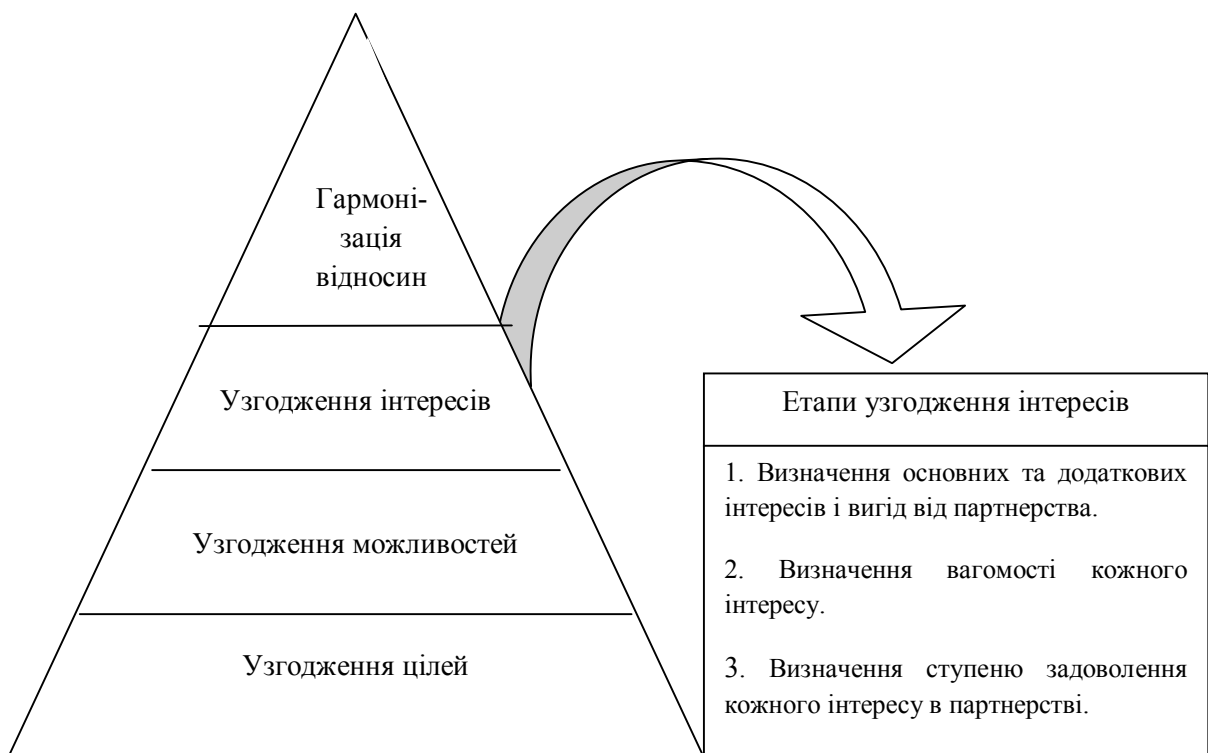 Гармоні-
зація
відносин
Узгодження інтересів
Узгодження можливостей
Узгодження цілей
Етапи узгодження інтересів
1. Визначення основних та додаткових
інтересів і вигід від партнерства.
2. Визначення вагомості кожного
інтересу.
3. Визначення ступеню задоволення
кожного інтересу в партнерстві.